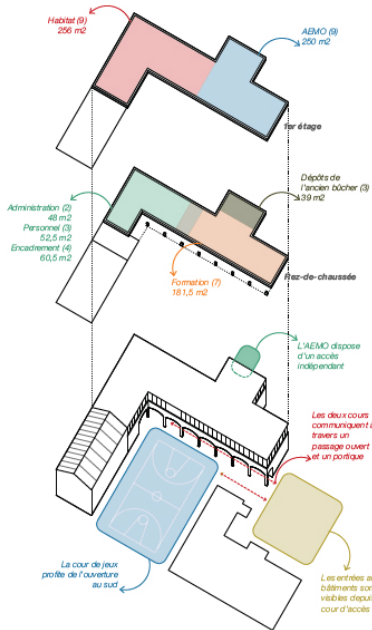 Habitat (9)
256 m2
AEMO (9)
250 m2
1er étage
Dépôts de
l'ancien bûcher (3)
39 m2
Administration (2)
48 m2
Personnel (3)
52,5 m2
Encadrement (4)
60,5 m2
Formation (7)
181,5 m2
Rez-de-chaussée
L'AEMO dispose
d'un accès
indépendant
Les deux cours
communiquent à
travers un
passage ouvert
et un portique
La cour de jeux
profite de l'ouverture
au sud
Les entrées au
bâtiments son
visibles depui
cour d'accès